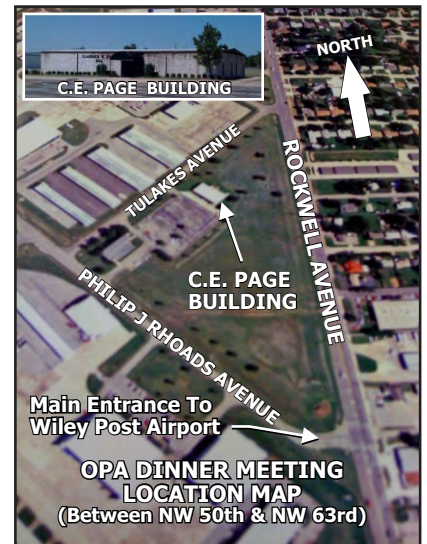 C.E. PAGE BUILDING
NORTH
TULAKES AVENUE
ROCKWELL AVENUE
C.E. PAGE
BUILDING
PHILIP J RHOADS AVENUE
Main Entrance To
Wiley Post Airport
OPA DINNER MEETING
LOCATION MAP
(Between NW 50th & NW 63rd)